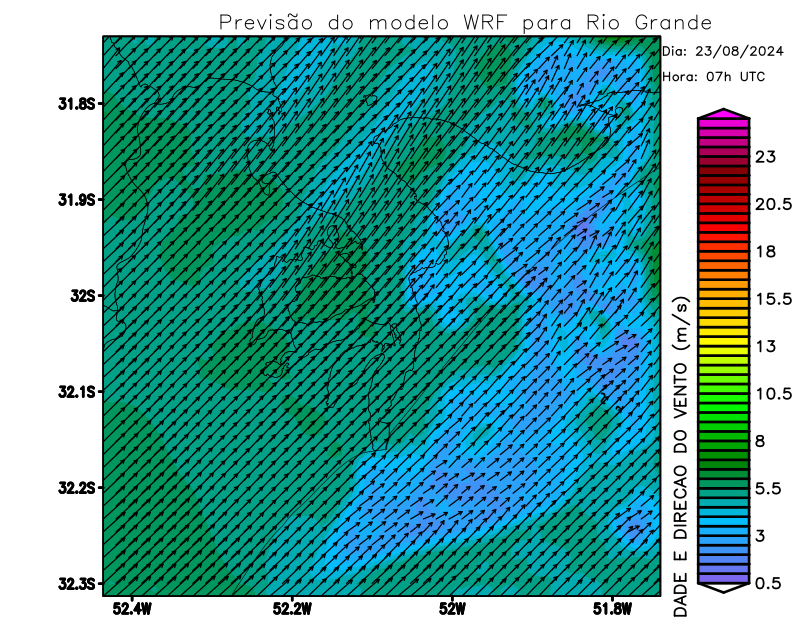 Previsão do modelo WRF para Rio Grande
Dia: 23/08/2024
Hora: 07h UTC
31.8S
31.9S
32S
32.1S
32.2S
32.3S
52.4W
52.2W
52W
51.8W
23
20.5
18
15.5
13
10.5
8
5.5
3
0.5
DADE E DIRECAO DO VENTO (m/s)